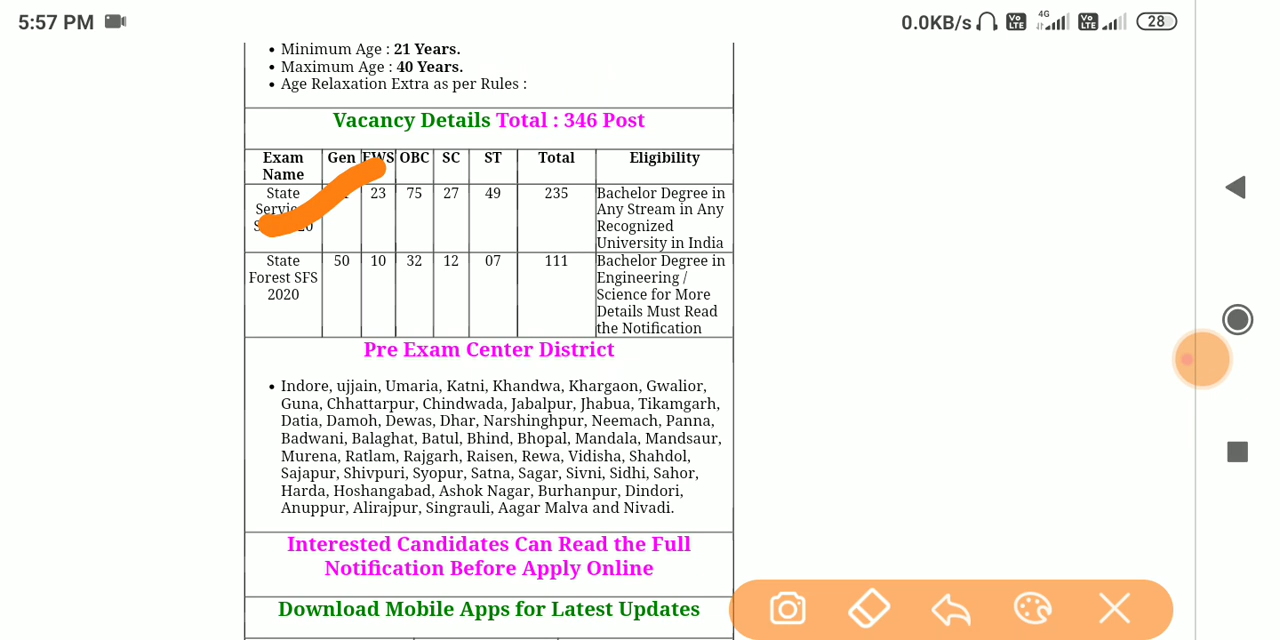 5:57 PM
0.0KB/s Vo LTE 4G Vo LTE 28
• Minimum Age : 21 Years.
• Maximum Age : 40 Years.
• Age Relaxation Extra as per Rules :
Vacancy Details Total : 346 Post
Exam Name Gen EWS OBC SC ST Total Eligibility
State 23 75 27 49 235 Bachelor Degree in
Any Stream in Any
Recognized
University in India
State 50 10 32 12 07 111 Bachelor Degree in
Forest SFS Engineering /
2020 Science for More
Details Must Read
the Notification
Pre Exam Center District
• Indore, ujjain, Umaria, Katni, Khandwa, Khargaon, Gwalior,
Guna, Chhattarpur, Chindwada, Jabalpur, Jhabua, Tikamgarh,
Datia, Damoh, Dewas, Dhar, Narshinghpur, Neemach, Panna,
Badwani, Balaghat, Batul, Bhind, Bhopal, Mandala, Mandsaur,
Murena, Ratlam, Rajgarh, Raisen, Rewa, Vidisha, Shahdol,
Sajapur, Shivpuri, Syopur, Satna, Sagar, Sivni, Sidhi, Sahor,
Harda, Hoshangabad, Ashok Nagar, Burhanpur, Dindori,
Anuppur, Alirajpur, Singrauli, Aagar Malva and Nivadi.
Interested Candidates Can Read the Full
Notification Before Apply Online
Download Mobile Apps for Latest Updates